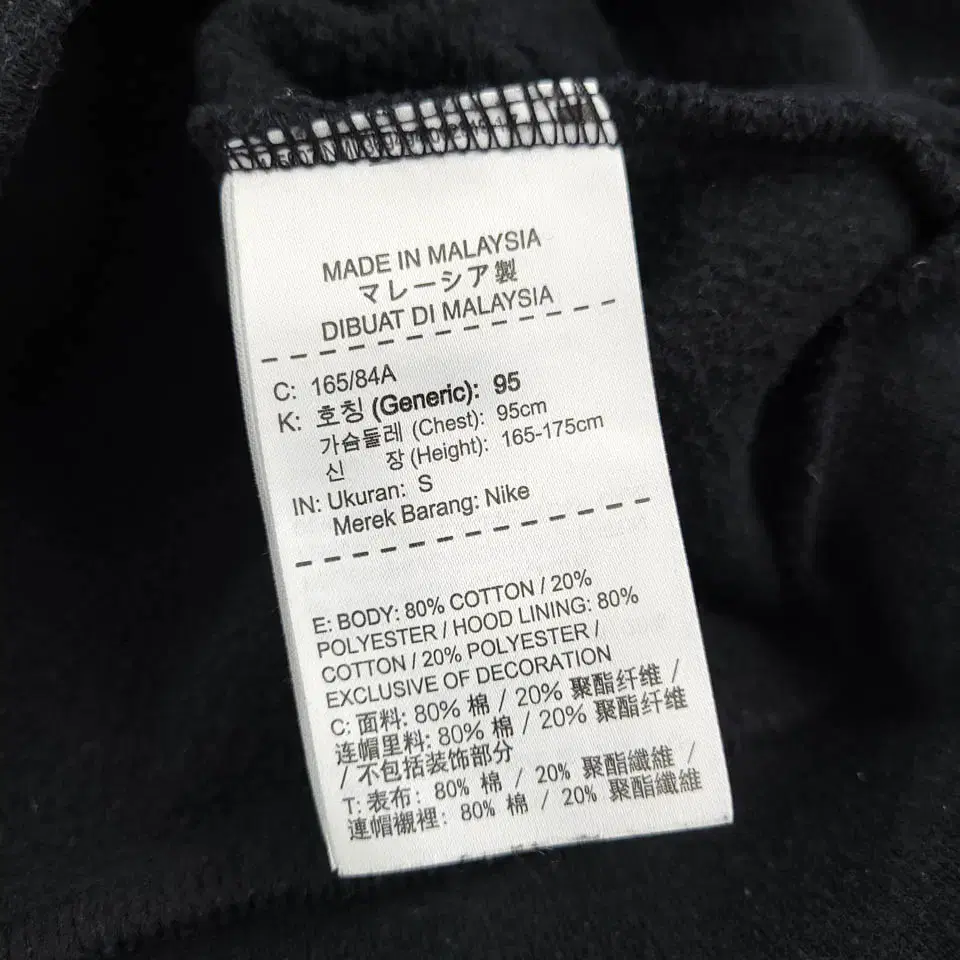 MADE IN MALAYSIA
マレーシア製
DIBUAT DI MALAYSIA
C: 165/84A
K: 호칭 (Generic): 95
가슴둘레 (Chest): 95cm
신 장 (Height): 165-175cm
IN: Ukuran: S
Merek Barang: Nike
E: BODY: 80% COTTON / 20%
POLYESTER / HOOD LINING: 80%
COTTON / 20% POLYESTER /
EXCLUSIVE OF DECORATION
C: 面料: 80% 棉 / 20% 聚酯纤维 /
连帽里料: 80% 棉 / 20% 聚酯纤维
/ 不包括装饰部分
T: 表布: 80% 棉 / 20% 聚酯纖維 /
連帽襯裡: 80% 棉 / 20% 聚酯纖維